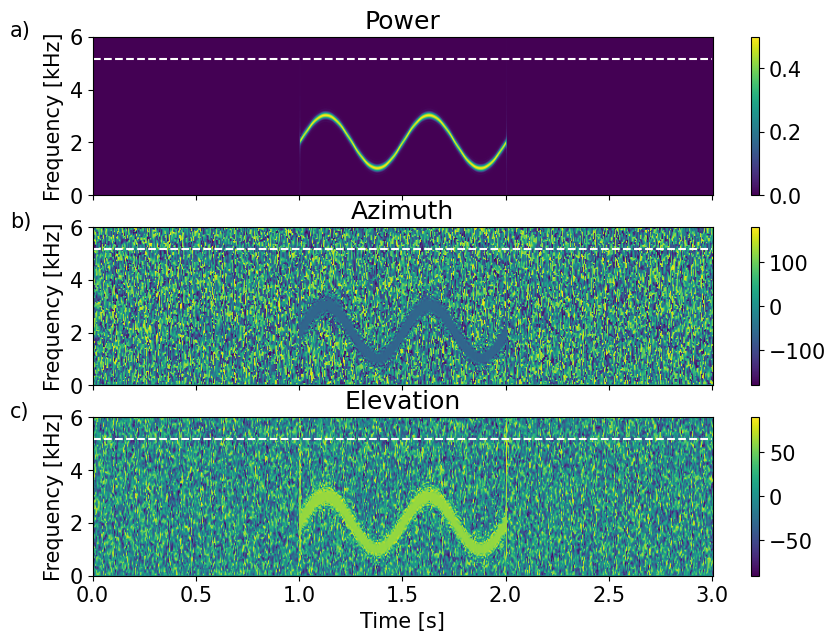 a)
Power
Frequency [kHz]
6
4
2
0
0.4
0.2
0.0
b)
Azimuth
Frequency [kHz]
6
4
2
0
100
0
−100
c)
Elevation
Frequency [kHz]
6
4
2
0
50
0
−50
0.0 0.5 1.0 1.5 2.0 2.5 3.0
Time [s]